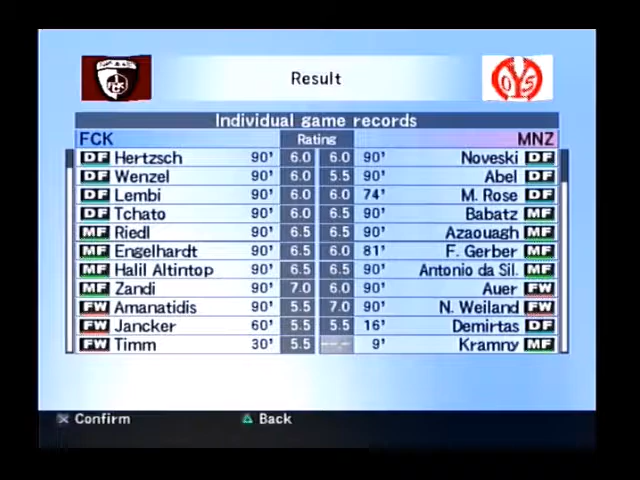 Result
Individual game records
FCK Rating MNZ
DF Hertzsch 90' 6.0 6.0 90' Noveski DF
DF Wenzel 90' 6.0 5.5 90' Abel DF
DF Lembi 90' 6.0 6.0 74' M. Rose DF
DF Tchato 90' 6.0 6.5 90' Babatz MF
MF Riedl 90' 6.5 6.5 90' Azaouagh MF
MF Engelhardt 90' 6.5 6.0 81' F. Gerber MF
MF Halil Altintop 90' 6.5 6.5 90' Antonio da Sil. MF
MF Zandi 90' 7.0 6.0 90' Auer FW
FW Amanatidis 90' 5.5 7.0 90' N. Weiland FW
FW Jancker 60' 5.5 5.5 16' Demirtas DF
FW Timm 30' 5.5 --.- 9' Kramny MF
Confirm Back